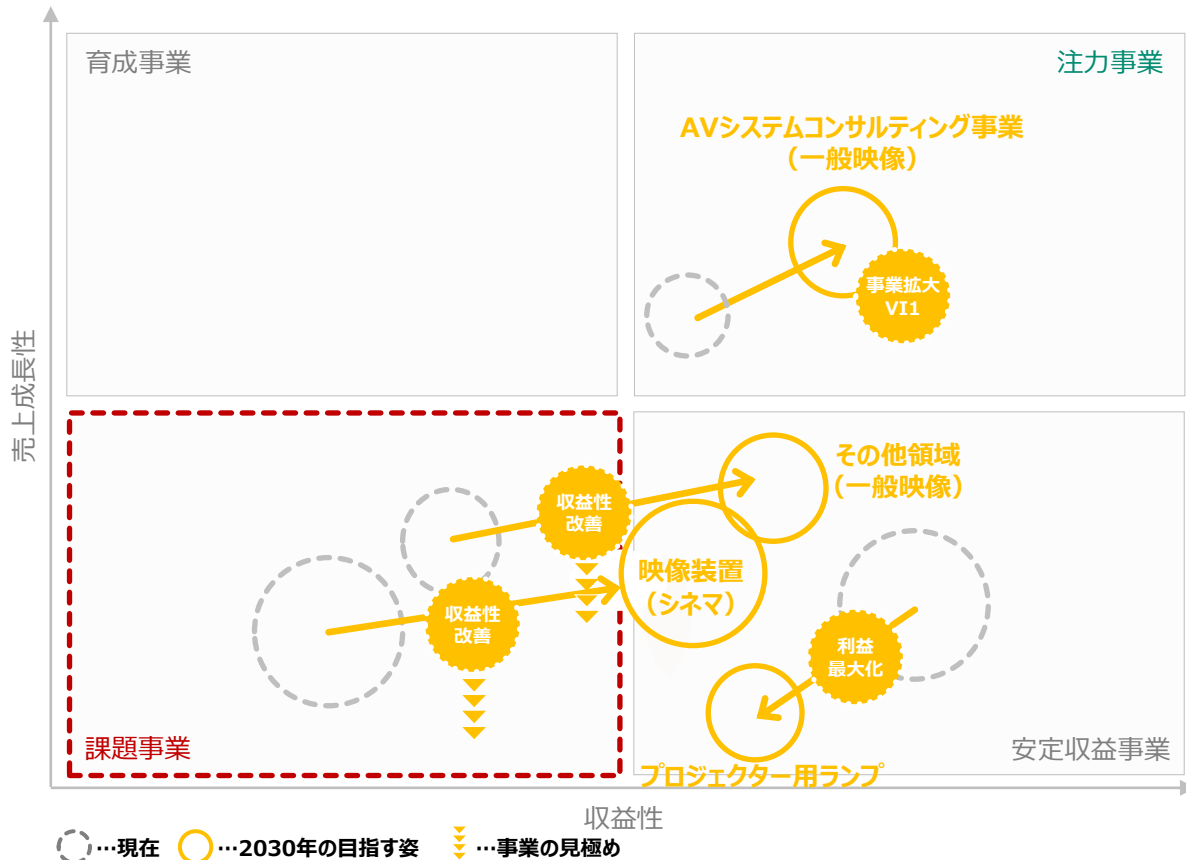 育成事業
注力事業
AVシステムコンサルティング事業
（一般映像）
事業拡大
VI1
売上成長性
その他領域
（一般映像）
収益性
改善
映像装置
（シネマ）
収益性
改善
利益
最大化
課題事業
安定収益事業
プロジェクター用ランプ
収益性
…現在
…2030年の目指す姿
…事業の見極め